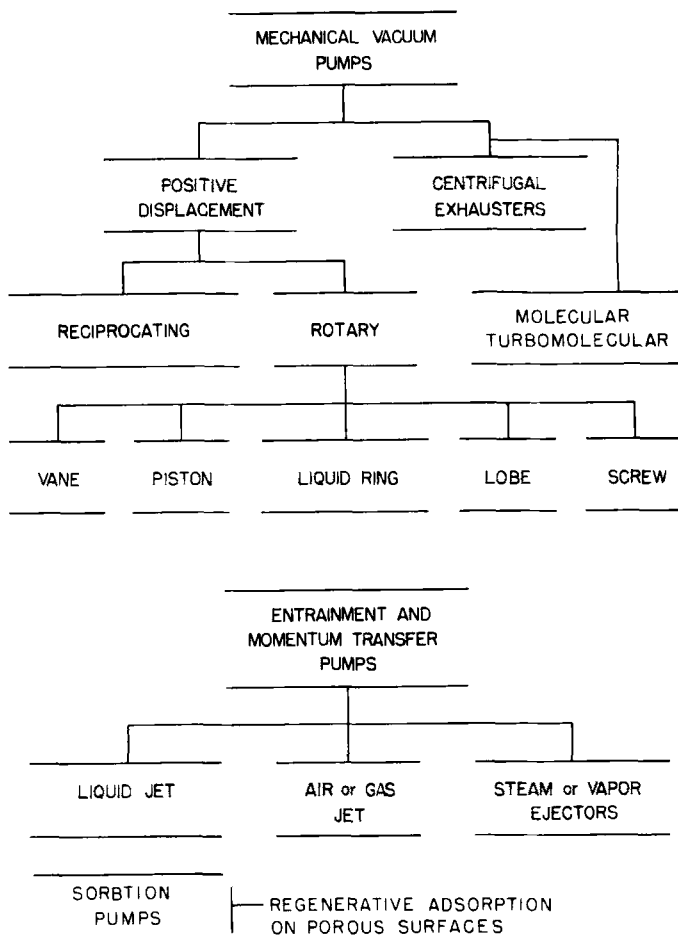 MECHANICAL VACUUM
PUMPS
POSITIVE
DISPLACEMENT
CENTRIFUGAL
EXHAUSTERS
RECIPROCATING
ROTARY
MOLECULAR
TURBOMOLECULAR
VANE
PISTON
LIQUID RING
LOBE
SCREW
ENTRAINMENT AND
MOMENTUM TRANSFER
PUMPS
LIQUID JET
AIR or GAS
JET
STEAM or VAPOR
EJECTORS
SORBTION
PUMPS
REGENERATIVE ADSORPTION
ON POROUS SURFACES